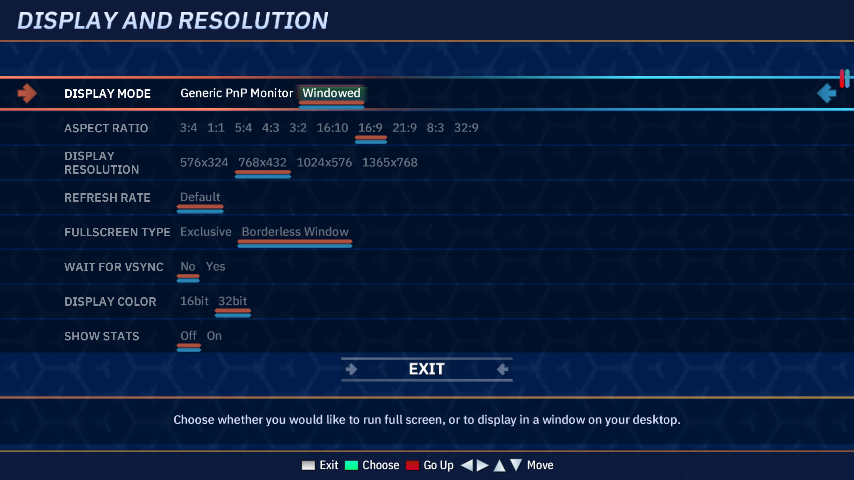 DISPLAY AND RESOLUTION
DISPLAY MODE Generic PnP Monitor Windowed
ASPECT RATIO 3:4 1:1 5:4 4:3 3:2 16:10 16:9 21:9 8:3 32:9
DISPLAY
RESOLUTION 576x324 768x432 1024x576 1365x768
REFRESH RATE Default
FULLSCREEN TYPE Exclusive Borderless Window
WAIT FOR VSYNC No Yes
DISPLAY COLOR 16bit 32bit
SHOW STATS Off On
EXIT
Choose whether you would like to run full screen, or to display in a window on your desktop.
Exit Choose Go Up Move